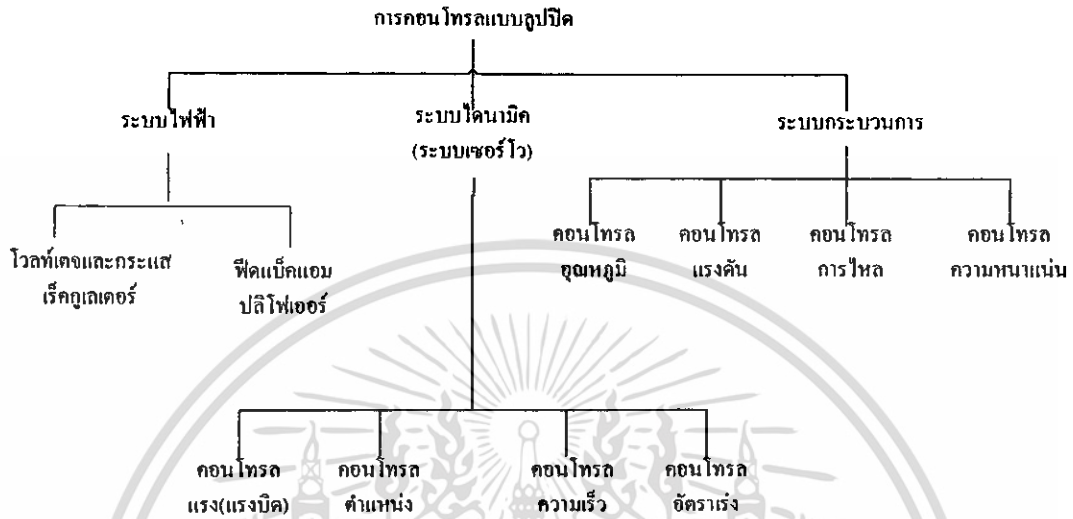 การคอนโทรลแบบลูปปิด
ระบบไฟฟ้า
ระบบไดนามิค
(ระบบเซอร์โว)
ระบบกระบวนการ
โวลท์เตจและกระแส
เร็คกูเลเตอร์
ฟีดแบ็คแอม
ปลิโฟเออร์
คอนโทรล
อุณหภูมิ
คอนโทรล
แรงดัน
คอนโทรล
การไหล
คอนโทรล
ความหนาแน่น
คอนโทรล
แรง(แรงบิด)
คอนโทรล
ตำแหน่ง
คอนโทรล
ความเร็ว
คอนโทรล
อัตราเร่ง